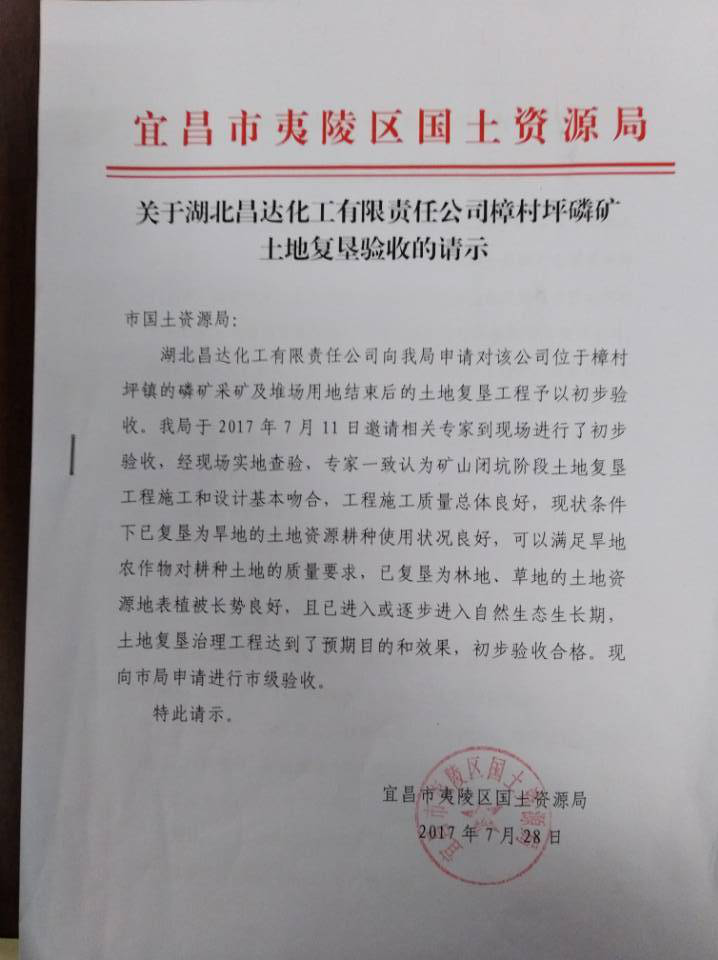 宜昌市夷陵区国土资源局
关于湖北昌达化工有限责任公司樟村坪磷矿
土地复垦验收的请示
市国土资源局：
湖北昌达化工有限责任公司向我局申请对该公司位于樟村
坪镇的磷矿采矿及堆场用地结束后的土地复垦工程予以初步验
收。我局于 2017 年 7 月 11 日邀请相关专家到现场进行了初步
验收，经现场实地查验、专家一致认为矿山闭坑阶段土地复垦
工程施工和设计基本吻合，工程施工质量总体良好，现状条件
下已复垦为旱地的土地资源耕种使用状况良好，可以满足旱地
农作物对耕种土地的质量要求，已复垦为林地、草地的土地资
源地表植被长势良好，且已进入或逐步进入自然生态生长期，
土地复垦治理工程达到了预期目的和效果，初步验收合格。现
向市局申请进行市级验收。
特此请示。
宜昌市夷陵区国土资源局
2017 年 7 月 28 日
宜昌市夷陵区国土资源局